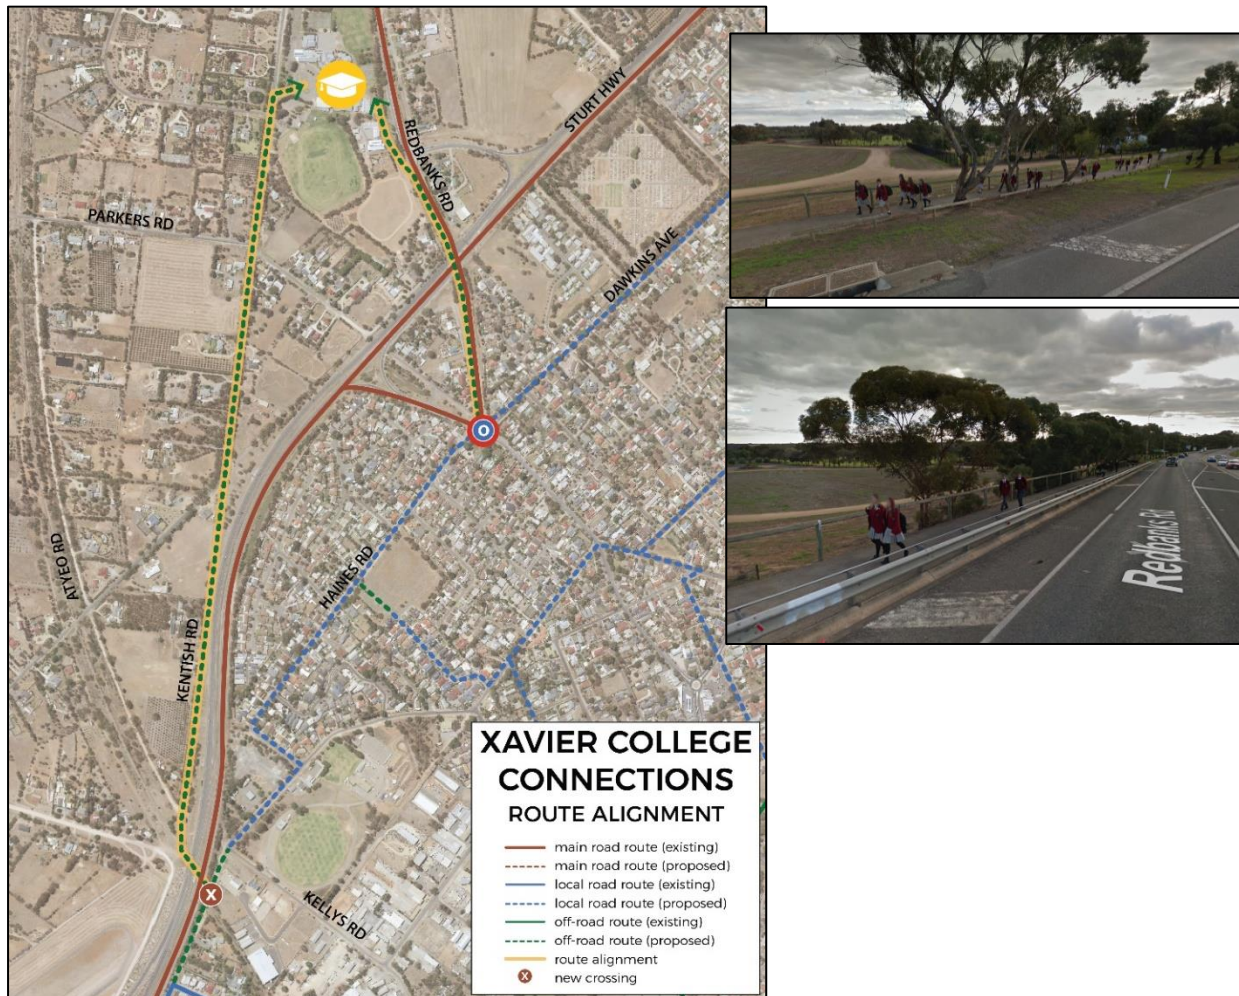 STURT HWY
REDBANKS RD
PARKERS RD
DAWKINS AVE
HAINES RD
ATYEO RD
KENTISH RD
KELLYS RD
X
O
XAVIER COLLEGE
CONNECTIONS
ROUTE ALIGNMENT
main road route (existing)
main road route (proposed)
local road route (existing)
local road route (proposed)
off-road route (existing)
off-road route (proposed)
route alignment
X new crossing
Redbanks Rd